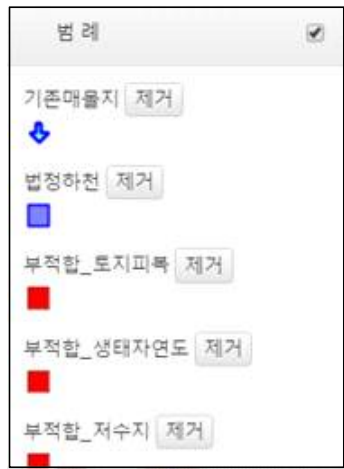 범 례
기존매몰지 제거
법정하천 제거
부적합_토지피복 제거
부적합_생태자연도 제거
부적합_저수지 제거